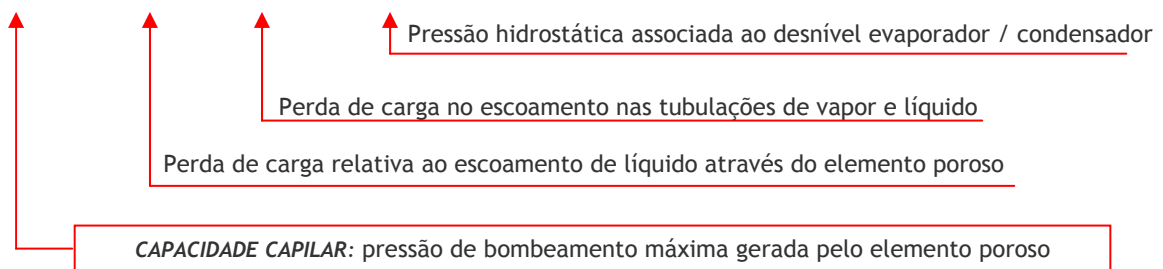 Pressão hidrostática associada ao desnível evaporador / condensador
Perda de carga no escoamento nas tubulações de vapor e líquido
Perda de carga relativa ao escoamento de líquido através do elemento poroso
CAPACIDADE CAPILAR: pressão de bombeamento máxima gerada pelo elemento poroso